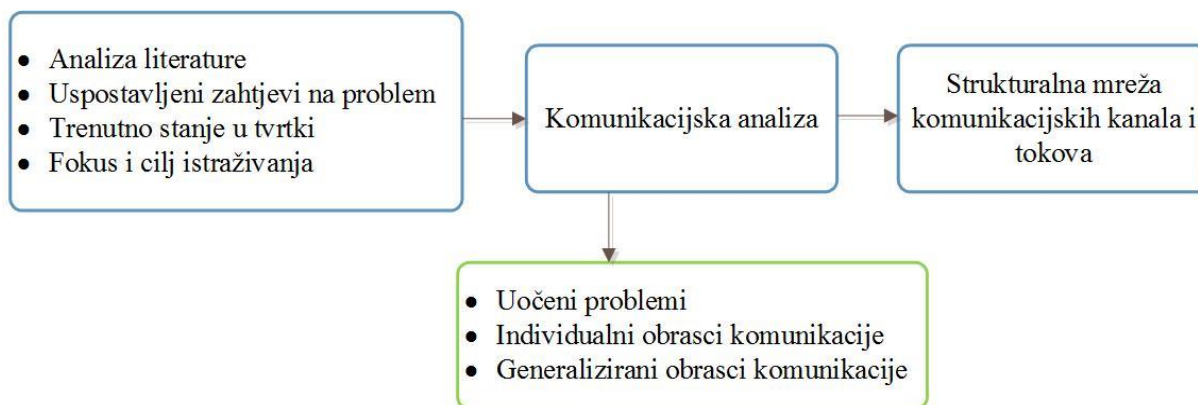 ● Analiza literature
● Uspostavljeni zahtjevi na problem
● Trenutno stanje u tvrtki
● Fokus i cilj istraživanja
Komunikacijska analiza
Strukturalna mreža
komunikacijskih kanala i
tokova
● Uočeni problemi
● Individualni obrasci komunikacije
● Generalizirani obrasci komunikacije